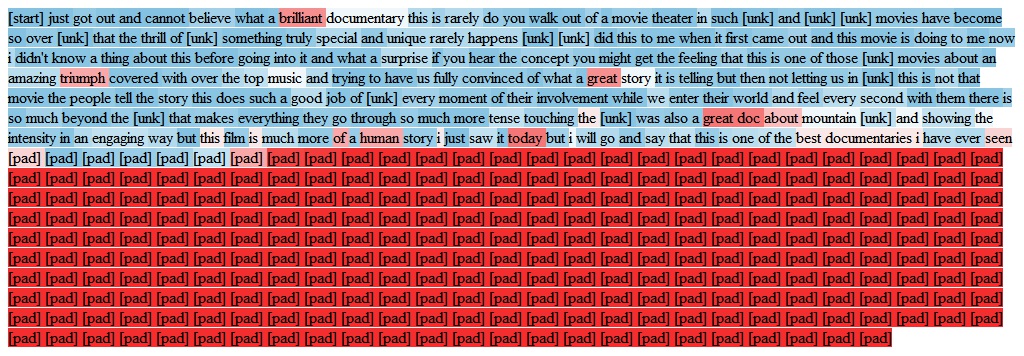 [start] just got out and cannot believe what a brilliant documentary this is rarely do you walk out of a movie theater in such [unk] and [unk] [unk] movies have become
so over [unk] that the thrill of [unk] something truly special and unique rarely happens [unk] [unk] did this to me when it first came out and this movie is doing to me now
i didn't know a thing about this before going into it and what a surprise if you hear the concept you might get the feeling that this is one of those [unk] movies about an
amazing triumph covered with over the top music and trying to have us fully convinced of what a great story it is telling but then not letting us in [unk] this is not that
movie the people tell the story this does such a good job of [unk] every moment of their involvement while we enter their world and feel every second with them there is
so much beyond the [unk] that makes everything they go through so much more tense touching the [unk] was also a great doc about mountain [unk] and showing the
intensity in an engaging way but this film is much more of a human story i just saw it today but i will go and say that this is one of the best documentaries i have ever seen
[pad] [pad] [pad] [pad] [pad] [pad] [pad] [pad] [pad] [pad] [pad] [pad] [pad] [pad] [pad] [pad] [pad] [pad] [pad] [pad] [pad] [pad] [pad] [pad] [pad] [pad] [pad]
[pad] [pad] [pad] [pad] [pad] [pad] [pad] [pad] [pad] [pad] [pad] [pad] [pad] [pad] [pad] [pad] [pad] [pad] [pad] [pad] [pad] [pad] [pad] [pad] [pad] [pad] [pad]
[pad] [pad] [pad] [pad] [pad] [pad] [pad] [pad] [pad] [pad] [pad] [pad] [pad] [pad] [pad] [pad] [pad] [pad] [pad] [pad] [pad] [pad] [pad] [pad] [pad] [pad] [pad]
[pad] [pad] [pad] [pad] [pad] [pad] [pad] [pad] [pad] [pad] [pad] [pad] [pad] [pad] [pad] [pad] [pad] [pad] [pad] [pad] [pad] [pad] [pad] [pad] [pad] [pad] [pad]
[pad] [pad] [pad] [pad] [pad] [pad] [pad] [pad] [pad] [pad] [pad] [pad] [pad] [pad] [pad] [pad] [pad] [pad] [pad] [pad] [pad] [pad] [pad] [pad] [pad] [pad] [pad]
[pad] [pad] [pad] [pad] [pad] [pad] [pad] [pad] [pad] [pad] [pad] [pad] [pad] [pad] [pad] [pad] [pad] [pad] [pad] [pad] [pad] [pad] [pad] [pad] [pad] [pad] [pad]
[pad] [pad] [pad] [pad] [pad] [pad] [pad] [pad] [pad] [pad] [pad] [pad] [pad] [pad] [pad] [pad] [pad] [pad] [pad] [pad] [pad] [pad] [pad] [pad] [pad] [pad] [pad]
[pad] [pad] [pad] [pad] [pad] [pad] [pad] [pad] [pad] [pad] [pad] [pad] [pad] [pad] [pad] [pad] [pad] [pad] [pad] [pad] [pad] [pad] [pad] [pad] [pad] [pad] [pad]
[pad] [pad] [pad] [pad] [pad] [pad] [pad] [pad] [pad] [pad] [pad] [pad] [pad] [pad] [pad] [pad] [pad] [pad] [pad] [pad] [pad] [pad] [pad] [pad] [pad] [pad] [pad]
[pad] [pad] [pad] [pad] [pad] [pad] [pad] [pad] [pad] [pad] [pad] [pad] [pad] [pad] [pad] [pad] [pad] [pad] [pad] [pad] [pad] [pad] [pad] [pad]